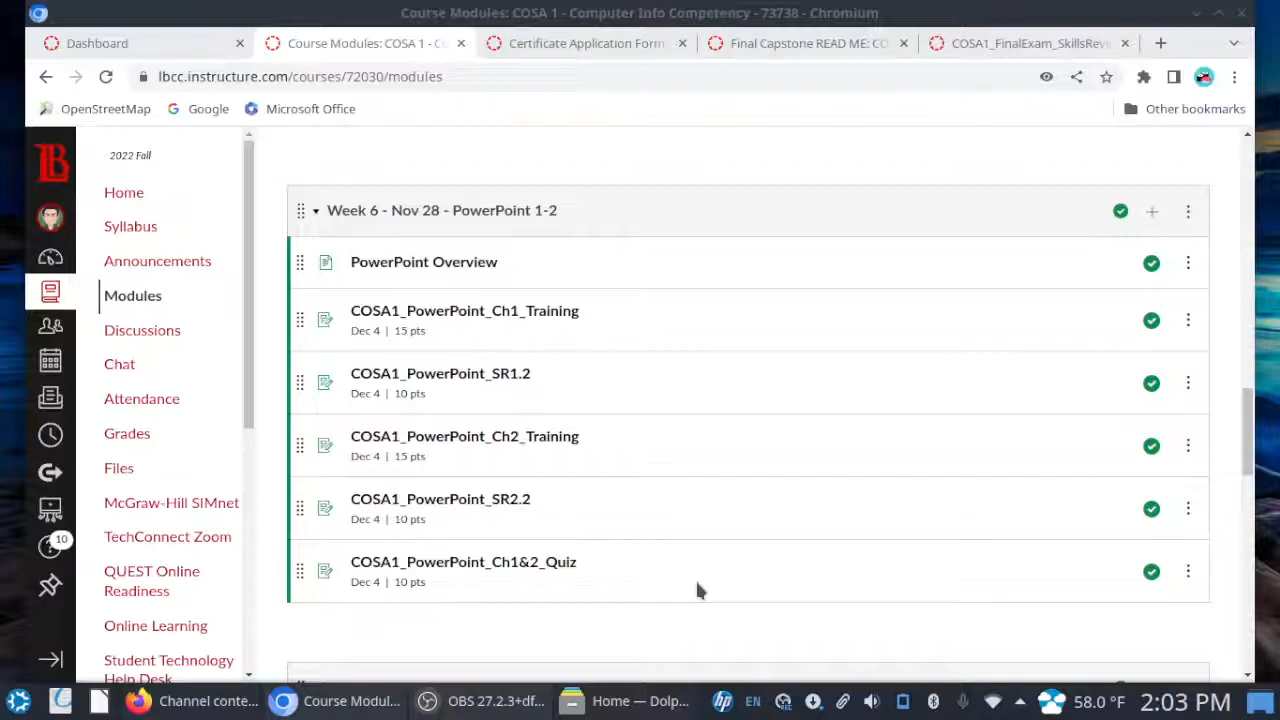 Course Modules: COSA 1 - Computer Info Competency - 73738 - Chromium
Dashboard
Course Modules: COSA 1 - C
Certificate Application Form
Final Capstone READ ME: CO
COSA1_FinalExam_SkillsRev
lbcc.instructure.com/courses/72030/modules
OpenStreetMap
Google
Microsoft Office
Other bookmarks
LB
2022 Fall
Home
Syllabus
Announcements
Modules
Discussions
Chat
Attendance
Grades
Files
McGraw-Hill SIMnet
TechConnect Zoom
QUEST Online
Readiness
Online Learning
Student Technology
Help Desk
10
Week 6 - Nov 28 - PowerPoint 1-2
PowerPoint Overview
COSA1_PowerPoint_Ch1_Training
Dec 4 | 15 pts
COSA1_PowerPoint_SR1.2
Dec 4 | 10 pts
COSA1_PowerPoint_Ch2_Training
Dec 4 | 15 pts
COSA1_PowerPoint_SR2.2
Dec 4 | 10 pts
COSA1_PowerPoint_Ch1&2_Quiz
Dec 4 | 10 pts
Channel conte...
Course Modul...
OBS 27.2.3+df...
Home — Dolp...
EN
58.0 °F
2:03 PM